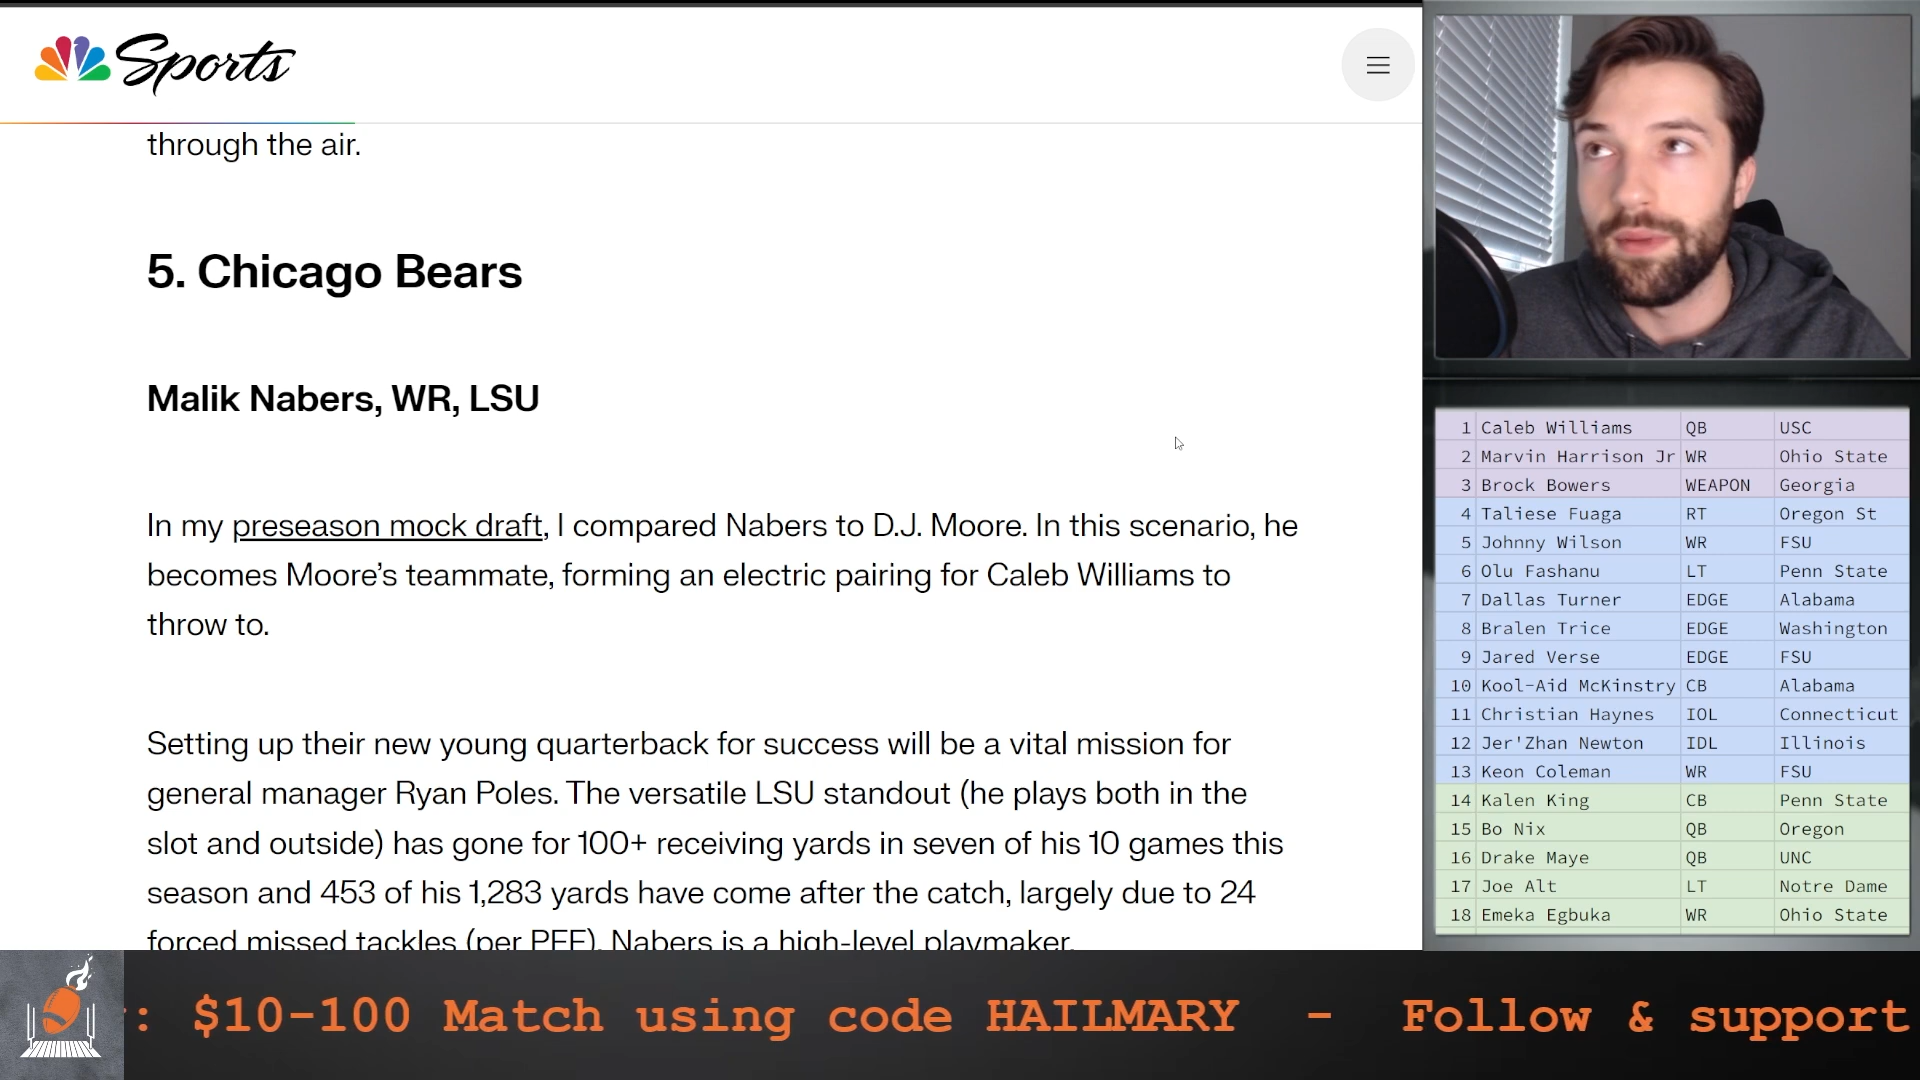 Sports
through the air.
5. Chicago Bears
Malik Nabers, WR, LSU
In my preseason mock draft, I compared Nabers to D.J. Moore. In this scenario, he
becomes Moore’s teammate, forming an electric pairing for Caleb Williams to
throw to.
Setting up their new young quarterback for success will be a vital mission for
general manager Ryan Poles. The versatile LSU standout (he plays both in the
slot and outside) has gone for 100+ receiving yards in seven of his 10 games this
season and 453 of his 1,283 yards have come after the catch, largely due to 24
forced missed tackles (per PFF). Nabers is a high-level playmaker.
1 Caleb Williams QB USC
2 Marvin Harrison Jr WR Ohio State
3 Brock Bowers WEAPON Georgia
4 Taliese Fuaga RT Oregon St
5 Johnny Wilson WR FSU
6 Olu Fashanu LT Penn State
7 Dallas Turner EDGE Alabama
8 Bralen Trice EDGE Washington
9 Jared Verse EDGE FSU
10 Kool-Aid McKinstry CB Alabama
11 Christian Haynes IOL Connecticut
12 Jer'Zhan Newton IDL Illinois
13 Keon Coleman WR FSU
14 Kalen King CB Penn State
15 Bo Nix QB Oregon
16 Drake Maye QB UNC
17 Joe Alt LT Notre Dame
18 Emeka Egbuka WR Ohio State
: $10-100 Match using code HAILMARY - Follow & support